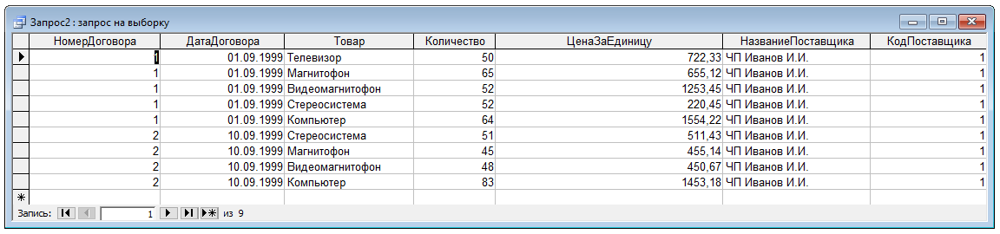 Запрос2 : запрос на выборку
НомерДоговора ДатаДоговора Товар Количество ЦенаЗаЕдиницу НазваниеПоставщика КодПоставщика
1 01.09.1999 Телевизор 50 722,33 ЧП Иванов И.И. 1
1 01.09.1999 Магнитофон 65 655,12 ЧП Иванов И.И. 1
1 01.09.1999 Видеомагнитофон 52 1253,45 ЧП Иванов И.И. 1
1 01.09.1999 Стереосистема 52 220,45 ЧП Иванов И.И. 1
1 01.09.1999 Компьютер 64 1554,22 ЧП Иванов И.И. 1
2 10.09.1999 Стереосистема 51 511,43 ЧП Иванов И.И. 1
2 10.09.1999 Магнитофон 45 455,14 ЧП Иванов И.И. 1
2 10.09.1999 Видеомагнитофон 48 450,67 ЧП Иванов И.И. 1
2 10.09.1999 Компьютер 83 1453,18 ЧП Иванов И.И. 1
Запись: 1 из 9